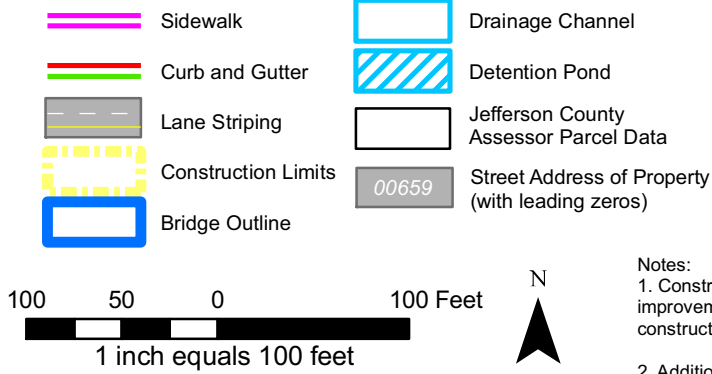 Sidewalk
Curb and Gutter
Lane Striping
Construction Limits
Bridge Outline
Drainage Channel
Detention Pond
Jefferson County
Assessor Parcel Data
00659
Street Address of Property
(with leading zeros)
100 50 0 100 Feet
1 inch equals 100 feet
N
Notes:
1. Constr
improvem
construct
2. Addition